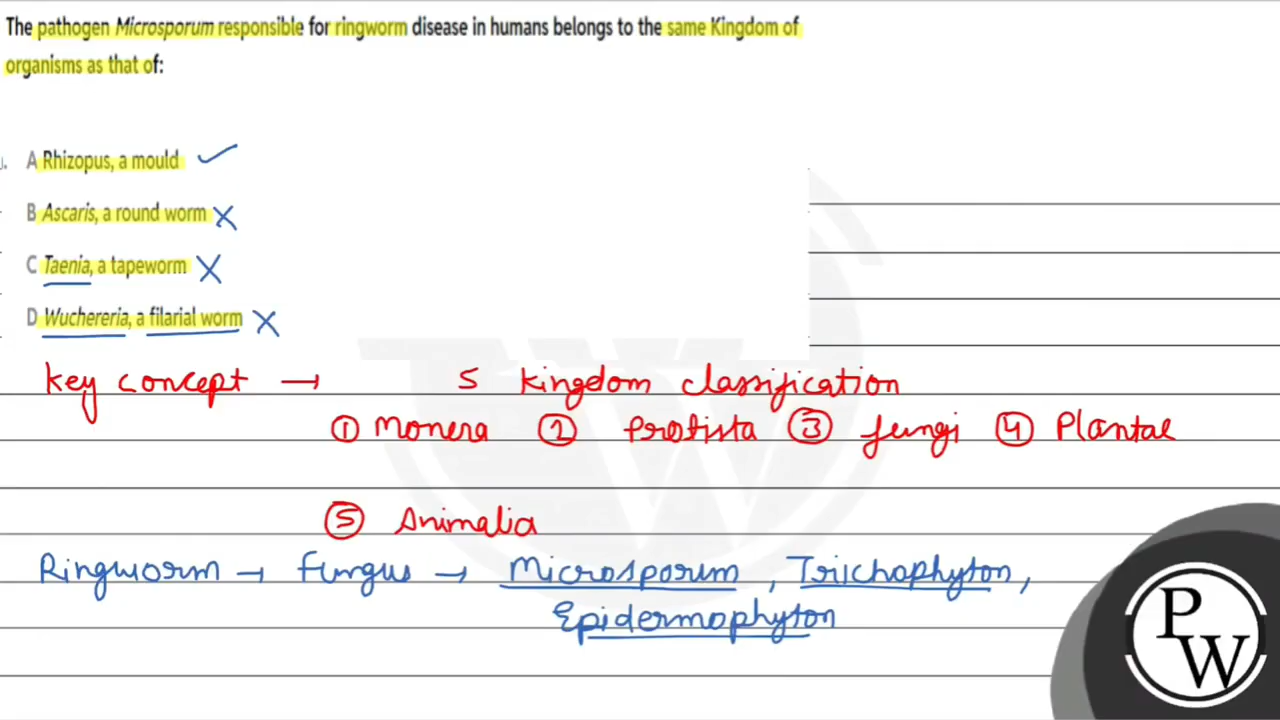 The pathogen Microsporum responsible for ringworm disease in humans belongs to the same Kingdom of
organisms as that of:
A Rhizopus, a mould
B Ascaris, a round worm
C Taenia, a tapeworm
D Wuchereria, a filarial worm
Key concept → 5 kingdom classification
① Monera ② Protista ③ fungi ④ Plantae
⑤ Animalia
Ringworm → Fungus → Microsporum, Trichophyton,
Epidermophyton
P
W